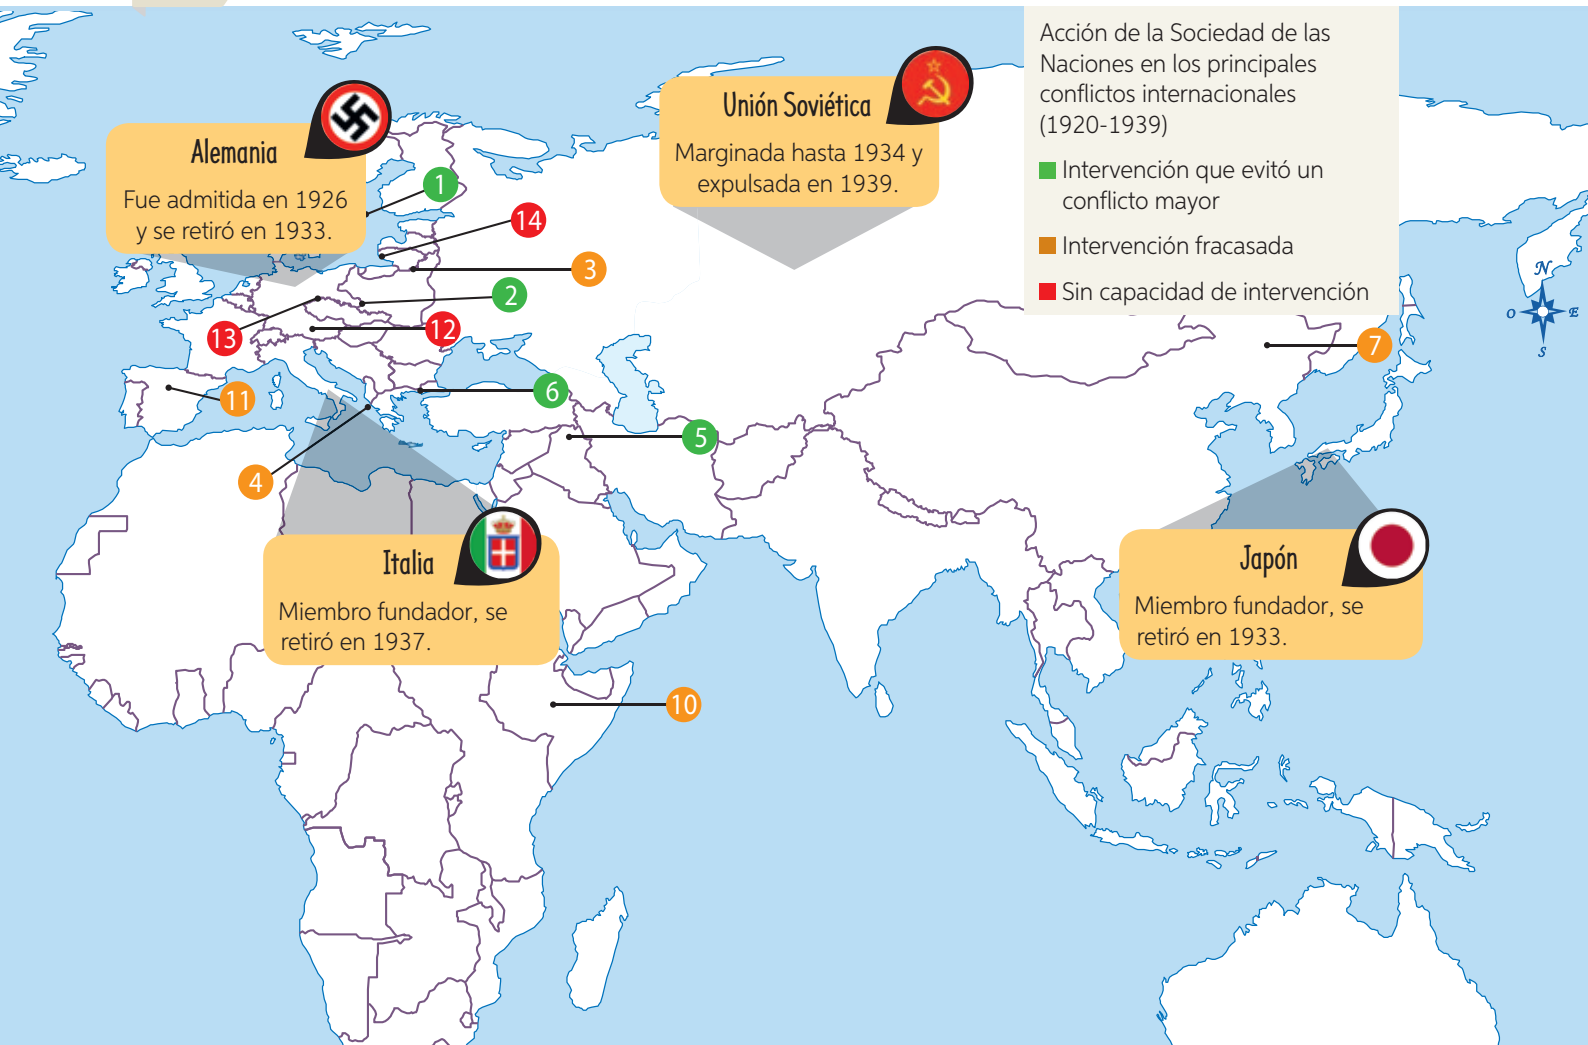 Acción de la Sociedad de las
Naciones en los principales
conflictos internacionales
(1920-1939)
Intervención que evitó un
conflicto mayor
Intervención fracasada
Sin capacidad de intervención
Alemania
Fue admitida en 1926
y se retiró en 1933.
Unión Soviética
Marginada hasta 1934 y
expulsada en 1939.
1
14
3
2
13
12
6
11
5
4
7
N
O
E
S
Italia
Miembro fundador, se
retiró en 1937.
Japón
Miembro fundador, se
retiró en 1933.
10